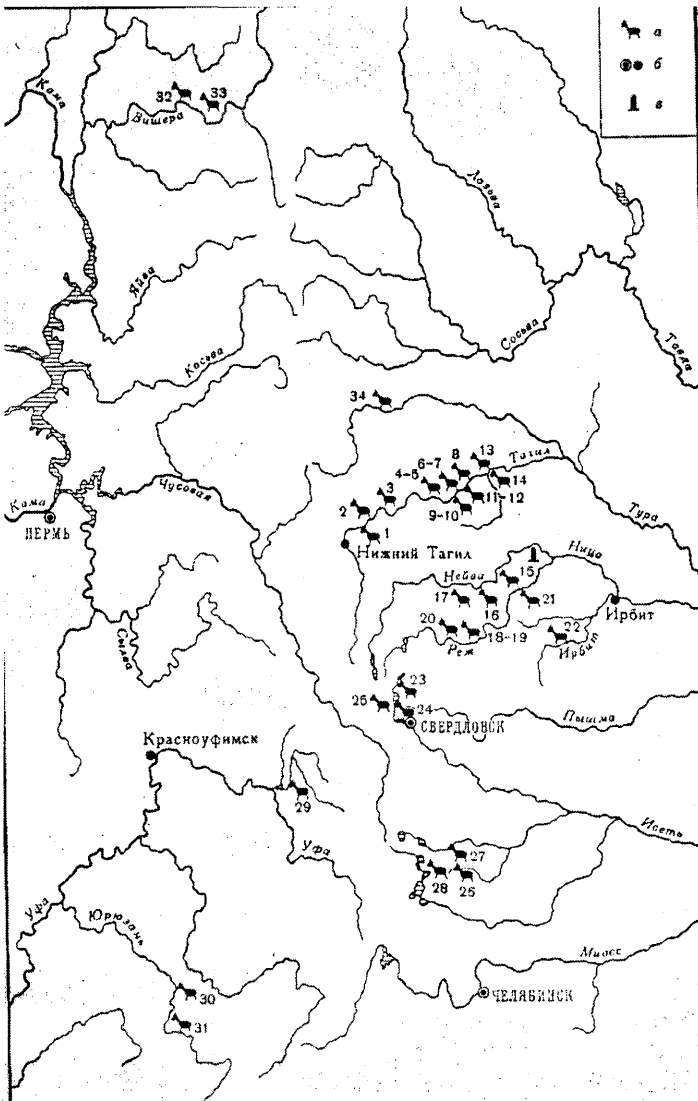 а
б
в
32
33
Кама
Вишера
Лозьва
Яйва
Косьва
Сосьва
Тавда
34
13
8
6-7
Тагил
4-5
14
3
11-12
2
9-10
Чусовая
Кама
ПЕРМЬ
1
Тура
Нижний Тагил
Ница
Нейва
15
17
16
21
Ирбит
20
18-19
22
Реж
Ирбит
Сылва
23
25
24
СВЕРДЛОВСК
Пышма
Красноуфимск
29
Исеть
Уфа
27
28
26
Уфа
Юрюзань
Миасс
30
ЧЕЛЯБИНСК
31